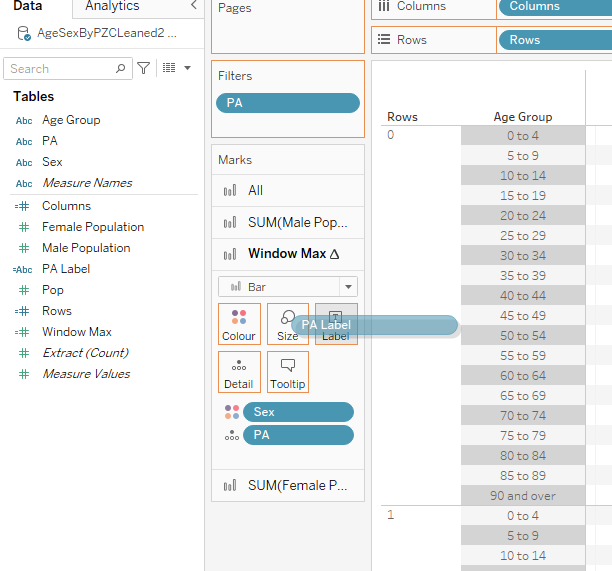 Data
Analytics
AgeSexByPZCLeaned2 ...
Search
Tables
Abc Age Group
Abc PA
Abc Sex
Abc Measure Names
Columns
Female Population
Male Population
=Abc PA Label
Pop
Rows
Window Max
Extract (Count)
Measure Values
Pages
Filters
PA
Marks
All
SUM(Male Pop...
Window Max Δ
Bar
Colour
Size
PA Label
T
Label
Detail
Tooltip
Sex
PA
SUM(Female P...
Columns
Columns
Rows
Rows
Rows
Age Group
0
0 to 4
5 to 9
10 to 14
15 to 19
20 to 24
25 to 29
30 to 34
35 to 39
40 to 44
45 to 49
50 to 54
55 to 59
60 to 64
65 to 69
70 to 74
75 to 79
80 to 84
85 to 89
90 and over
1
0 to 4
5 to 9
10 to 14